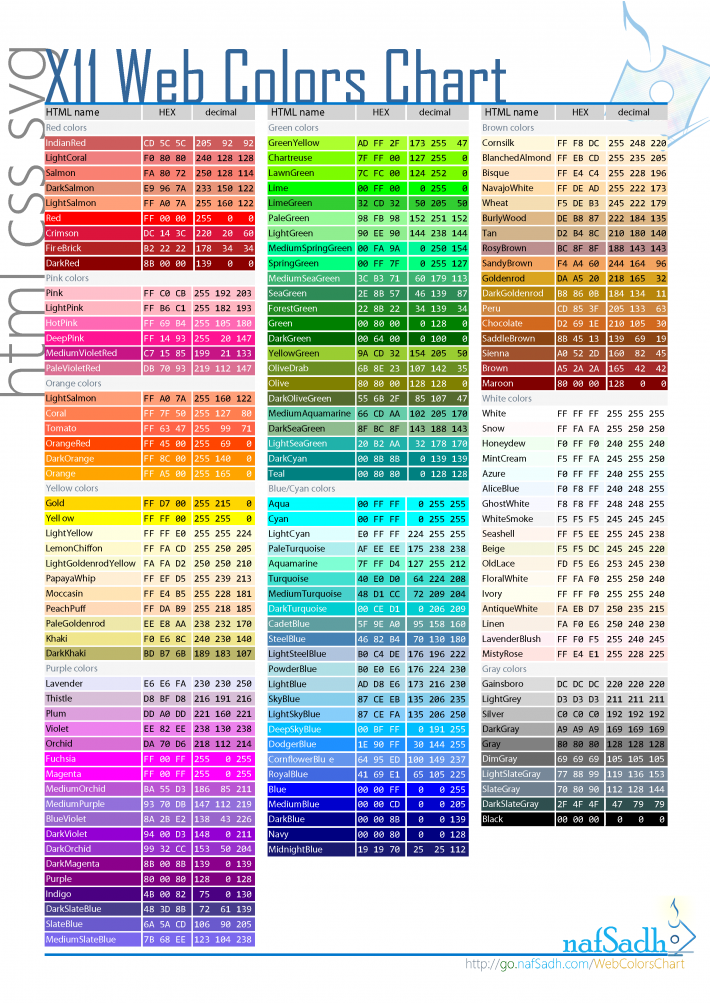 html css svg
X11 Web Colors Chart
HTML name HEX decimal
Red colors
IndianRed CD 5C 5C 205 92 92
LightCoral F0 80 80 240 128 128
Salmon FA 80 72 250 128 114
DarkSalmon E9 96 7A 233 150 122
LightSalmon FF A0 7A 255 160 122
Red FF 00 00 255 0 0
Crimson DC 14 3C 220 20 60
FireBrick B2 22 22 178 34 34
DarkRed 8B 00 00 139 0 0
Pink colors
Pink FF C0 CB 255 192 203
LightPink FF B6 C1 255 182 193
HotPink FF 69 B4 255 105 180
DeepPink FF 14 93 255 20 147
MediumVioletRed C7 15 85 199 21 133
PaleVioletRed DB 70 93 219 112 147
Orange colors
LightSalmon FF A0 7A 255 160 122
Coral FF 7F 50 255 127 80
Tomato FF 63 47 255 99 71
OrangeRed FF 45 00 255 69 0
DarkOrange FF 8C 00 255 140 0
Orange FF A5 00 255 165 0
Yellow colors
Gold FF D7 00 255 215 0
Yellow FF FF 00 255 255 0
LightYellow FF FF E0 255 255 224
LemonChiffon FF FA CD 255 250 205
LightGoldenrodYellow FA FA D2 250 250 210
PapayaWhip FF EF D5 255 239 213
Moccasin FF E4 B5 255 228 181
PeachPuff FF DA B9 255 218 185
PaleGoldenrod EE E8 AA 238 232 170
Khaki F0 E6 8C 240 230 140
DarkKhaki BD B7 6B 189 183 107
Purple colors
Lavender E6 E6 FA 230 230 250
Thistle D8 BF D8 216 191 216
Plum DD A0 DD 221 160 221
Violet EE 82 EE 238 130 238
Orchid DA 70 D6 218 112 214
Fuchsia FF 00 FF 255 0 255
Magenta FF 00 FF 255 0 255
MediumOrchid BA 55 D3 186 85 211
MediumPurple 93 70 DB 147 112 219
BlueViolet 8A 2B E2 138 43 226
DarkViolet 94 00 D3 148 0 211
DarkOrchid 99 32 CC 153 50 204
DarkMagenta 8B 00 8B 139 0 139
Purple 80 00 80 128 0 128
Indigo 4B 00 82 75 0 130
DarkSlateBlue 48 3D 8B 72 61 139
SlateBlue 6A 5A CD 106 90 205
MediumSlateBlue 7B 68 EE 123 104 238
HTML name HEX decimal
Green colors
GreenYellow AD FF 2F 173 255 47
Chartreuse 7F FF 00 127 255 0
LawnGreen 7C FC 00 124 252 0
Lime 00 FF 00 0 255 0
LimeGreen 32 CD 32 50 205 50
PaleGreen 98 FB 98 152 251 152
LightGreen 90 EE 90 144 238 144
MediumSpringGreen 00 FA 9A 0 250 154
SpringGreen 00 FF 7F 0 255 127
MediumSeaGreen 3C B3 71 60 179 113
SeaGreen 2E 8B 57 46 139 87
ForestGreen 22 8B 22 34 139 34
Green 00 80 00 0 128 0
DarkGreen 00 64 00 0 100 0
YellowGreen 9A CD 32 154 205 50
OliveDrab 6B 8E 23 107 142 35
Olive 80 80 00 128 128 0
DarkOliveGreen 55 6B 2F 85 107 47
MediumAquamarine 66 CD AA 102 205 170
DarkSeaGreen 8F BC 8F 143 188 143
LightSeaGreen 20 B2 AA 32 178 170
DarkCyan 00 8B 8B 0 139 139
Teal 00 80 80 0 128 128
Blue/Cyan colors
Aqua 00 FF FF 0 255 255
Cyan 00 FF FF 0 255 255
LightCyan E0 FF FF 224 255 255
PaleTurquoise AF EE EE 175 238 238
Aquamarine 7F FF D4 127 255 212
Turquoise 40 E0 D0 64 224 208
MediumTurquoise 48 D1 CC 72 209 204
DarkTurquoise 00 CE D1 0 206 209
CadetBlue 5F 9E A0 95 158 160
SteelBlue 46 82 B4 70 130 180
LightSteelBlue B0 C4 DE 176 196 222
PowderBlue B0 E0 E6 176 224 230
LightBlue AD D8 E6 173 216 230
SkyBlue 87 CE EB 135 206 235
LightSkyBlue 87 CE FA 135 206 250
DeepSkyBlue 00 BF FF 0 191 255
DodgerBlue 1E 90 FF 30 144 255
CornflowerBlu e 64 95 ED 100 149 237
RoyalBlue 41 69 E1 65 105 225
Blue 00 00 FF 0 0 255
MediumBlue 00 00 CD 0 0 205
DarkBlue 00 00 8B 0 0 139
Navy 00 00 80 0 0 128
MidnightBlue 19 19 70 25 25 112
HTML name HEX decimal
Brown colors
Cornsilk FF F8 DC 255 248 220
BlanchedAlmond FF EB CD 255 235 205
Bisque FF E4 C4 255 228 196
NavajoWhite FF DE AD 255 222 173
Wheat F5 DE B3 245 222 179
BurlyWood DE B8 87 222 184 135
Tan D2 B4 8C 210 180 140
RosyBrown BC 8F 8F 188 143 143
SandyBrown F4 A4 60 244 164 96
Goldenrod DA A5 20 218 165 32
DarkGoldenrod B8 86 0B 184 134 11
Peru CD 85 3F 205 133 63
Chocolate D2 69 1E 210 105 30
SaddleBrown 8B 45 13 139 69 19
Sienna A0 52 2D 160 82 45
Brown A5 2A 2A 165 42 42
Maroon 80 00 00 128 0 0
White colors
White FF FF FF 255 255 255
Snow FF FA FA 255 250 250
Honeydew F0 FF F0 240 255 240
MintCream F5 FF FA 245 255 250
Azure F0 FF FF 240 255 255
AliceBlue F0 F8 FF 240 248 255
GhostWhite F8 F8 FF 248 248 255
WhiteSmoke F5 F5 F5 245 245 245
Seashell FF F5 EE 255 245 238
Beige F5 F5 DC 245 245 220
OldLace FD F5 E6 253 245 230
FloralWhite FF FA F0 255 250 240
Ivory FF FF F0 255 255 240
AntiqueWhite FA EB D7 250 235 215
Linen FA F0 E6 250 240 230
LavenderBlush FF F0 F5 255 240 245
MistyRose FF E4 E1 255 228 225
Gray colors
Gainsboro DC DC DC 220 220 220
LightGrey D3 D3 D3 211 211 211
Silver C0 C0 C0 192 192 192
DarkGray A9 A9 A9 169 169 169
Gray 80 80 80 128 128 128
DimGray 69 69 69 105 105 105
LightSlateGray 77 88 99 119 136 153
SlateGray 70 80 90 112 128 144
DarkSlateGray 2F 4F 4F 47 79 79
Black 00 00 00 0 0 0
nafSadh
http://go.nafSadh.com/WebColorsChart